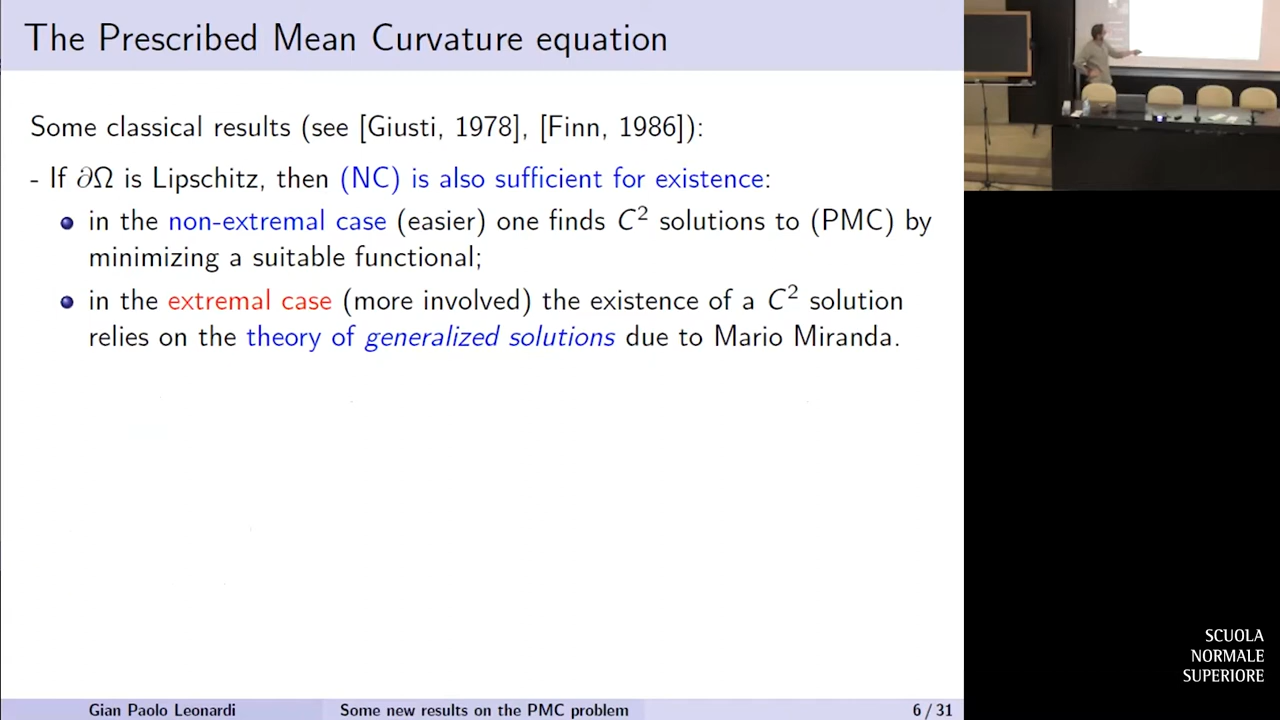 The Prescribed Mean Curvature equation
Some classical results (see [Giusti, 1978], [Finn, 1986]):
- If ∂Ω is Lipschitz, then (NC) is also sufficient for existence:
in the non-extremal case (easier) one finds C² solutions to (PMC) by
minimizing a suitable functional;
in the extremal case (more involved) the existence of a C² solution
relies on the theory of generalized solutions due to Mario Miranda.
SCUOLA
NORMALE
SUPERIORE
Gian Paolo Leonardi
Some new results on the PMC problem
6 / 31